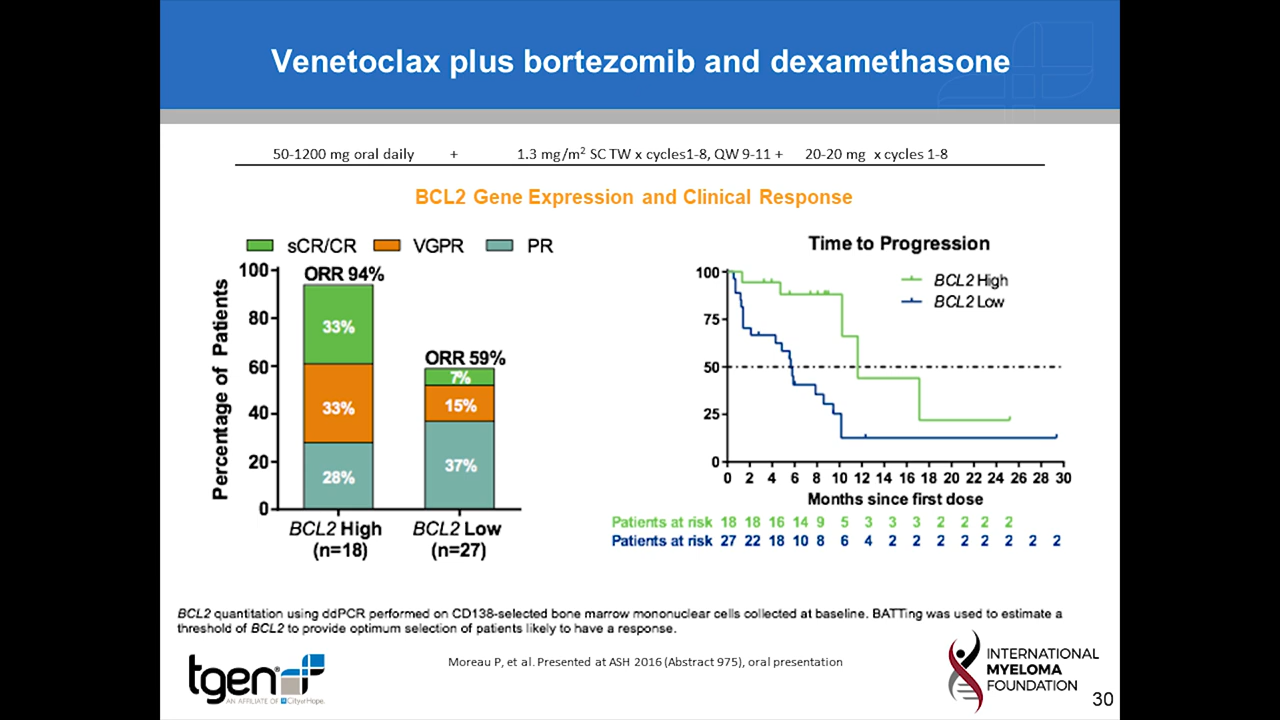 Venetoclax plus bortezomib and dexamethasone
50-1200 mg oral daily + 1.3 mg/m2 SC TW x cycles1-8, QW 9-11 + 20-20 mg x cycles 1-8
BCL2 Gene Expression and Clinical Response
sCR/CR VGPR PR
Percentage of Patients
100
80
60
40
20
0
ORR 94%
33%
33%
28%
ORR 59%
7%
15%
37%
BCL2 High BCL2 Low
(n=18) (n=27)
Time to Progression
BCL2 High
BCL2 Low
100
75
50
25
0
0 2 4 6 8 10 12 14 16 18 20 22 24 26 28 30
Months since first dose
Patients at risk 18 18 16 14 9 5 3 3 3 2 2 2 2
Patients at risk 27 22 18 10 8 6 4 2 2 2 2 2 2 2 2
BCL2 quantitation using ddPCR performed on CD138-selected bone marrow mononuclear cells collected at baseline. BATTing was used to estimate a
threshold of BCL2 to provide optimum selection of patients likely to have a response.
Moreau P, et al. Presented at ASH 2016 (Abstract 975), oral presentation
tgen
AN AFFILIATE OF City of Hope.
INTERNATIONAL
MYELOMA
FOUNDATION
30